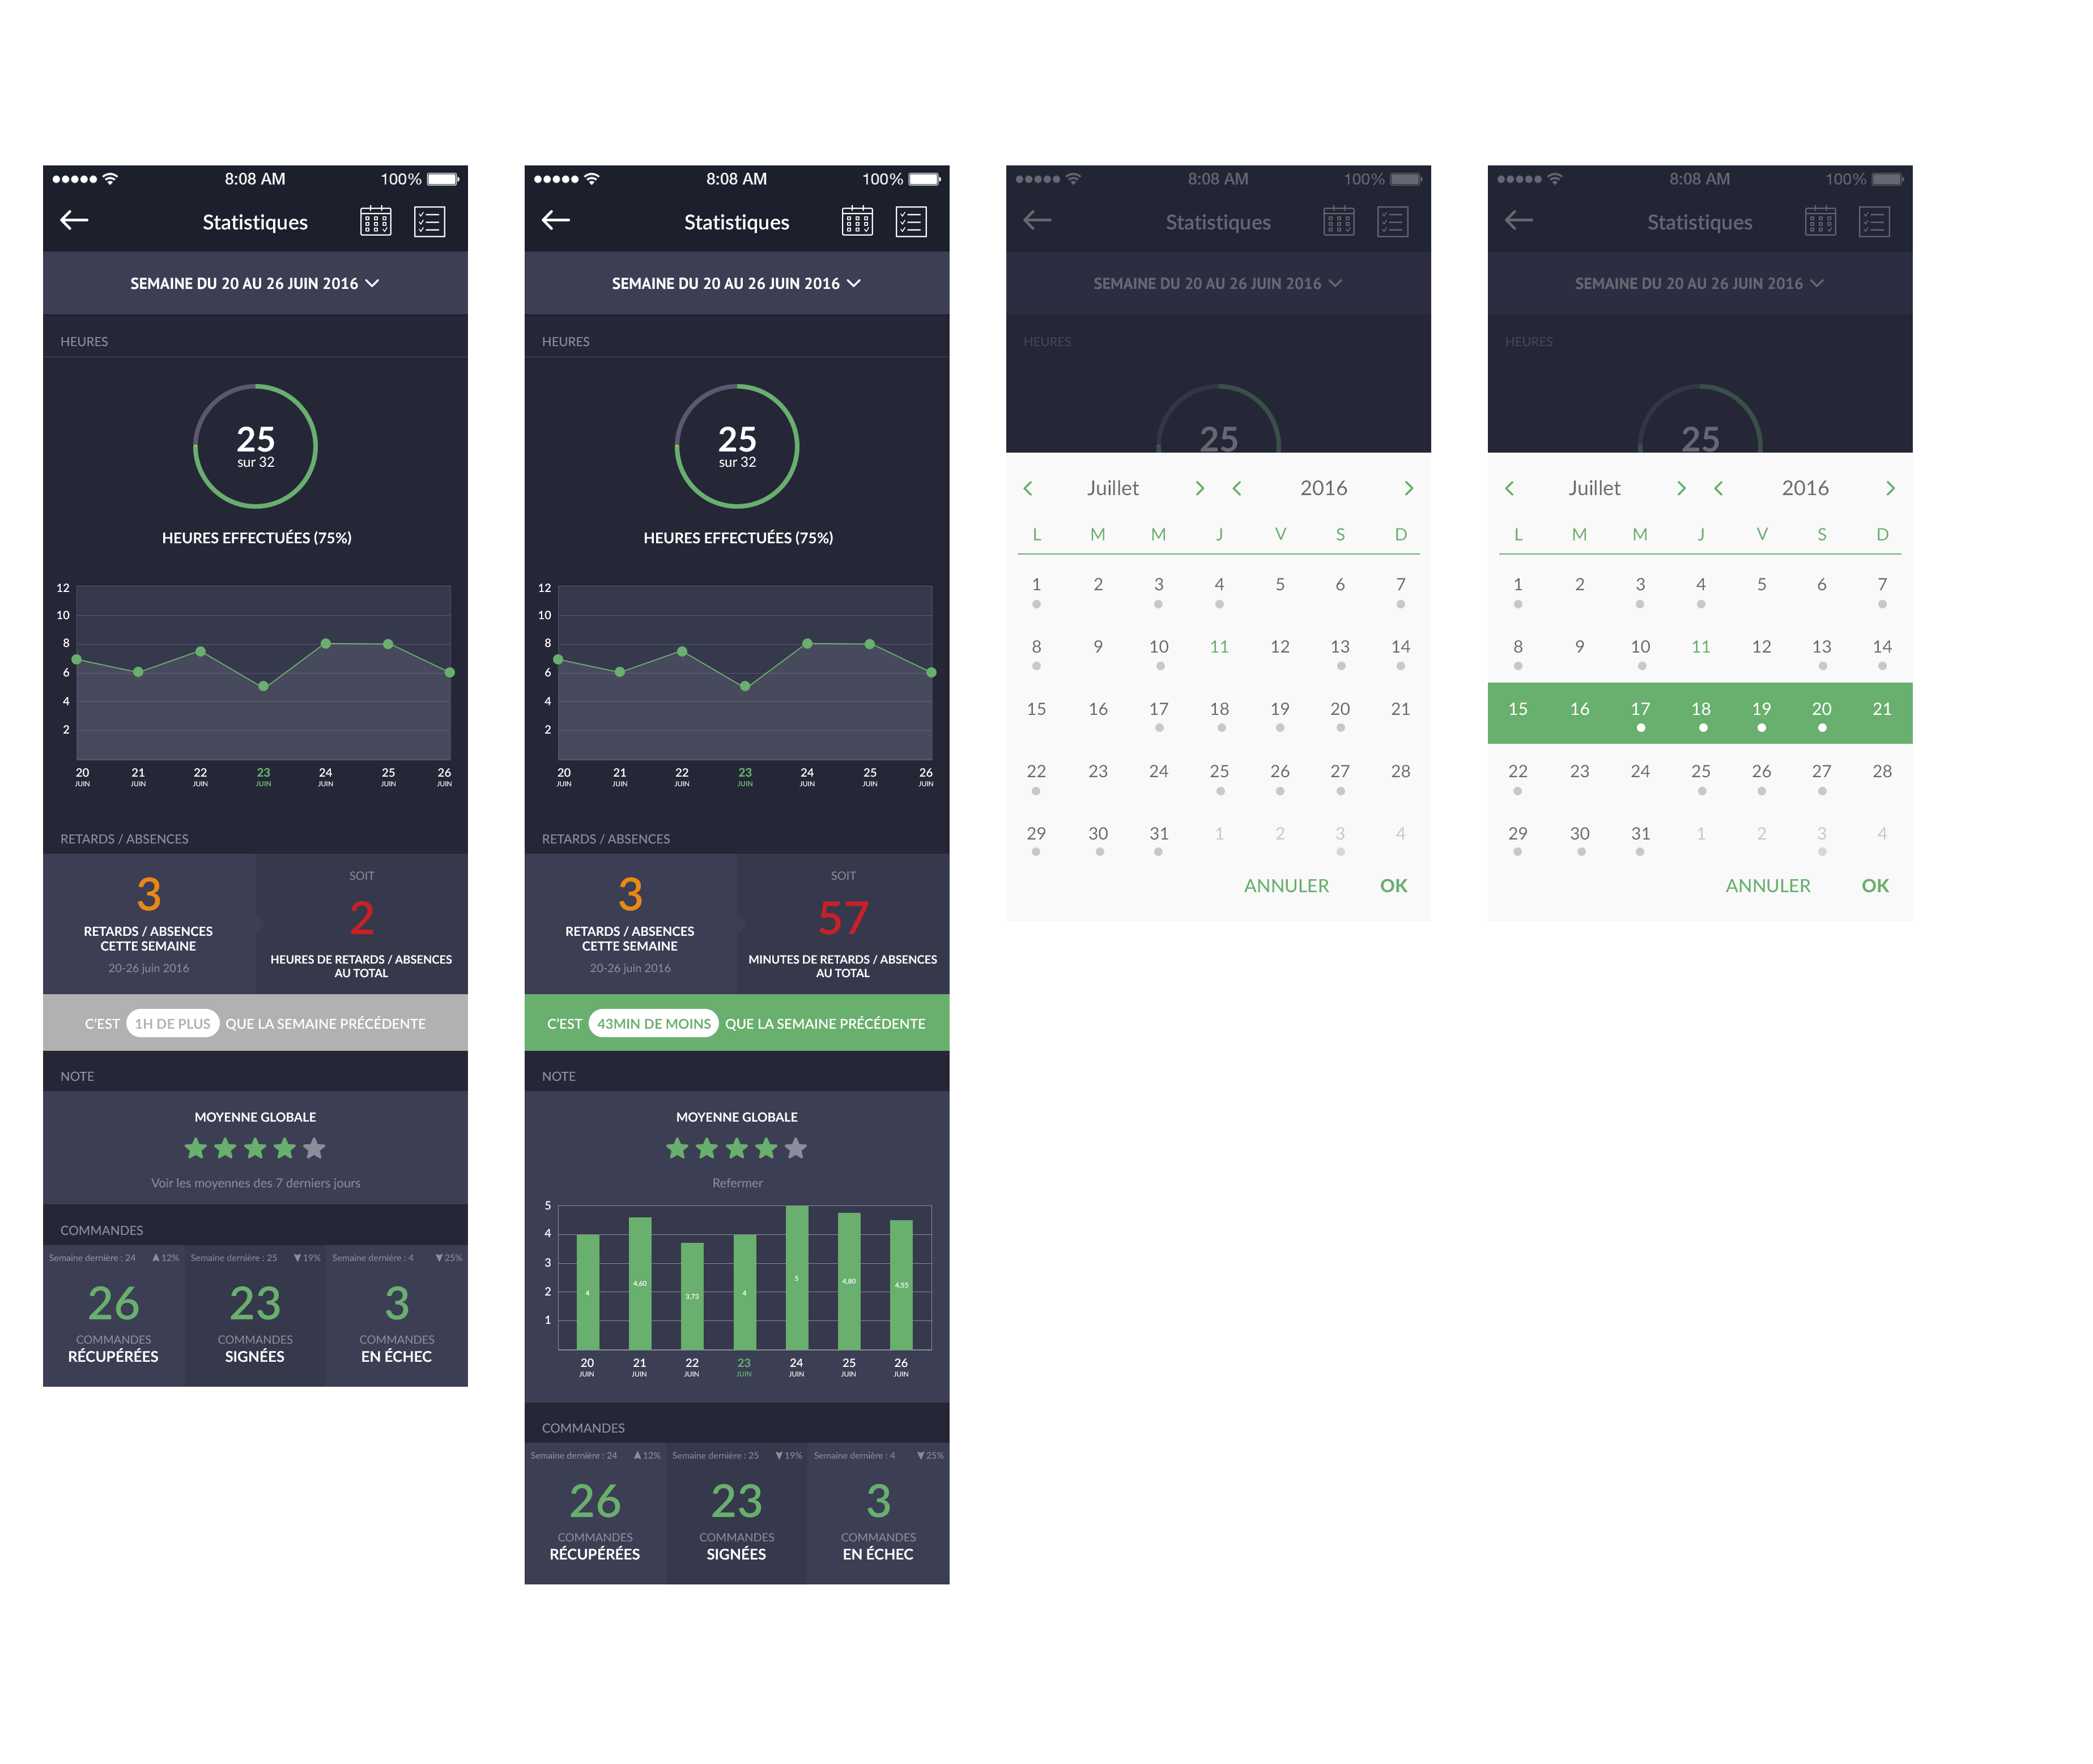 8:08 AM 100%
Statistiques
SEMAINE DU 20 AU 26 JUIN 2016
HEURES
25
sur 32
HEURES EFFECTUÉES (75%)
12
10
8
6
4
2
20 21 22 23 24 25 26
JUIN JUIN JUIN JUIN JUIN JUIN JUIN
RETARDS / ABSENCES
3
RETARDS / ABSENCES
CETTE SEMAINE
20-26 juin 2016
SOIT
2
HEURES DE RETARDS / ABSENCES
AU TOTAL
C'EST 1H DE PLUS QUE LA SEMAINE PRÉCÉDENTE
NOTE
MOYENNE GLOBALE
Voir les moyennes des 7 derniers jours
COMMANDES
Semaine dernière : 24 12%
26
COMMANDES
RÉCUPÉRÉES
Semaine dernière : 25 19%
23
COMMANDES
SIGNÉES
Semaine dernière : 4 25%
3
COMMANDES
EN ÉCHEC
8:08 AM 100%
Statistiques
SEMAINE DU 20 AU 26 JUIN 2016
HEURES
25
sur 32
HEURES EFFECTUÉES (75%)
12
10
8
6
4
2
20 21 22 23 24 25 26
JUIN JUIN JUIN JUIN JUIN JUIN JUIN
RETARDS / ABSENCES
3
RETARDS / ABSENCES
CETTE SEMAINE
20-26 juin 2016
SOIT
57
MINUTES DE RETARDS / ABSENCES
AU TOTAL
C'EST 43MIN DE MOINS QUE LA SEMAINE PRÉCÉDENTE
NOTE
MOYENNE GLOBALE
Refermer
5
4
3
2
1
4 4,60 3,73 4 5 4,80 4,55
20 21 22 23 24 25 26
JUIN JUIN JUIN JUIN JUIN JUIN JUIN
COMMANDES
Semaine dernière : 24 12%
26
COMMANDES
RÉCUPÉRÉES
Semaine dernière : 25 19%
23
COMMANDES
SIGNÉES
Semaine dernière : 4 25%
3
COMMANDES
EN ÉCHEC
8:08 AM 100%
Statistiques
SEMAINE DU 20 AU 26 JUIN 2016
HEURES
25
Juillet 2016
L M M J V S D
1 2 3 4 5 6 7
8 9 10 11 12 13 14
15 16 17 18 19 20 21
22 23 24 25 26 27 28
29 30 31 1 2 3 4
ANNULER OK
8:08 AM 100%
Statistiques
SEMAINE DU 20 AU 26 JUIN 2016
HEURES
25
Juillet 2016
L M M J V S D
1 2 3 4 5 6 7
8 9 10 11 12 13 14
15 16 17 18 19 20 21
22 23 24 25 26 27 28
29 30 31 1 2 3 4
ANNULER OK